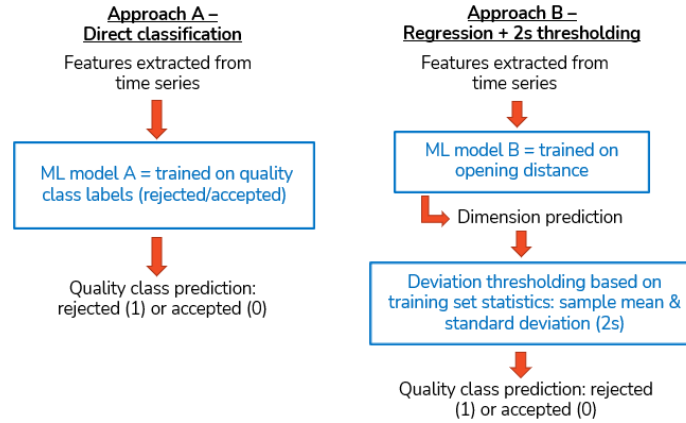 Approach A –
Direct classification
Features extracted from
time series
ML model A = trained on quality
class labels (rejected/accepted)
Quality class prediction:
rejected (1) or accepted (0)
Approach B –
Regression + 2s thresholding
Features extracted from
time series
ML model B = trained on
opening distance
Dimension prediction
Deviation thresholding based on
training set statistics: sample mean &
standard deviation (2s)
Quality class prediction: rejected
(1) or accepted (0)